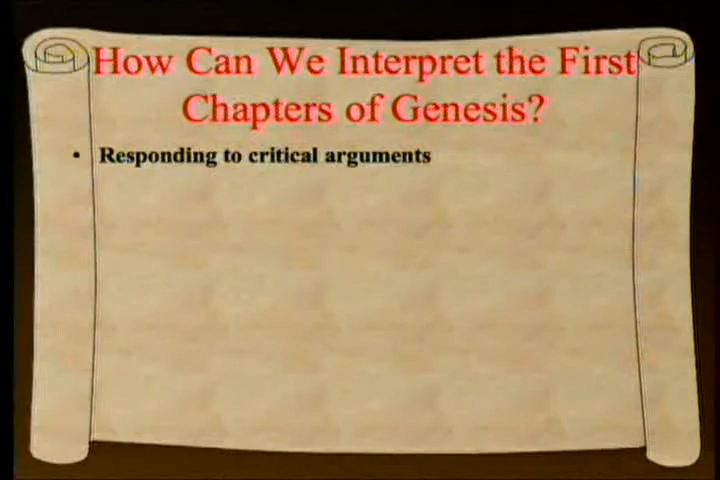 How Can We Interpret the First
Chapters of Genesis?
• Responding to critical arguments